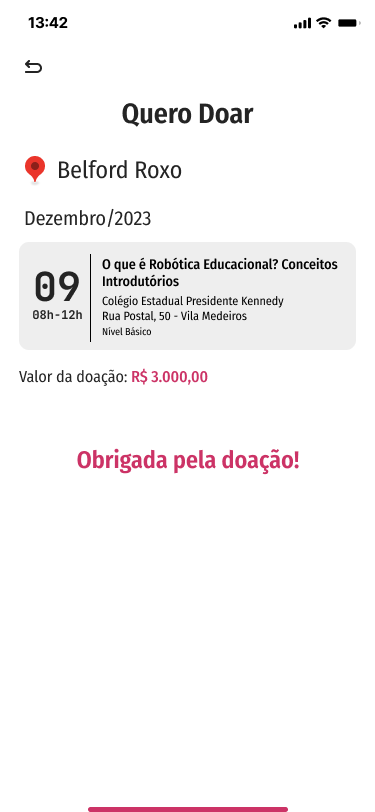 13:42
Quero Doar
Belford Roxo
Dezembro/2023
09
08h-12h
O que é Robótica Educacional? Conceitos
Introdutórios
Colégio Estadual Presidente Kennedy
Rua Postal, 50 - Vila Medeiros
Nível Básico
Valor da doação: R$ 3.000,00
Obrigada pela doação!